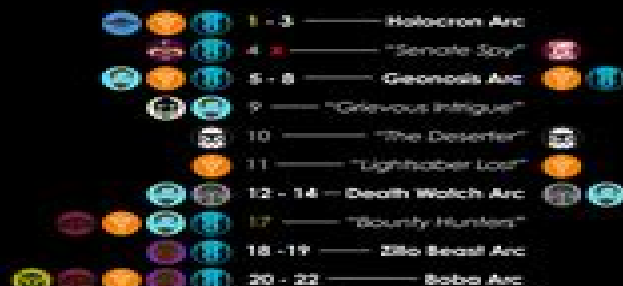 1 - 3 Holocron Arc
4 x "Senate Spy"
5 - 8 Geonosis Arc
9 "Grievous Intrigue"
10 "The Deserter"
11 "Lightsaber Lost"
12 - 14 Death Watch Arc
17 "Bounty Hunters"
18 -19 Zillo Beast Arc
20 - 22 Boba Arc